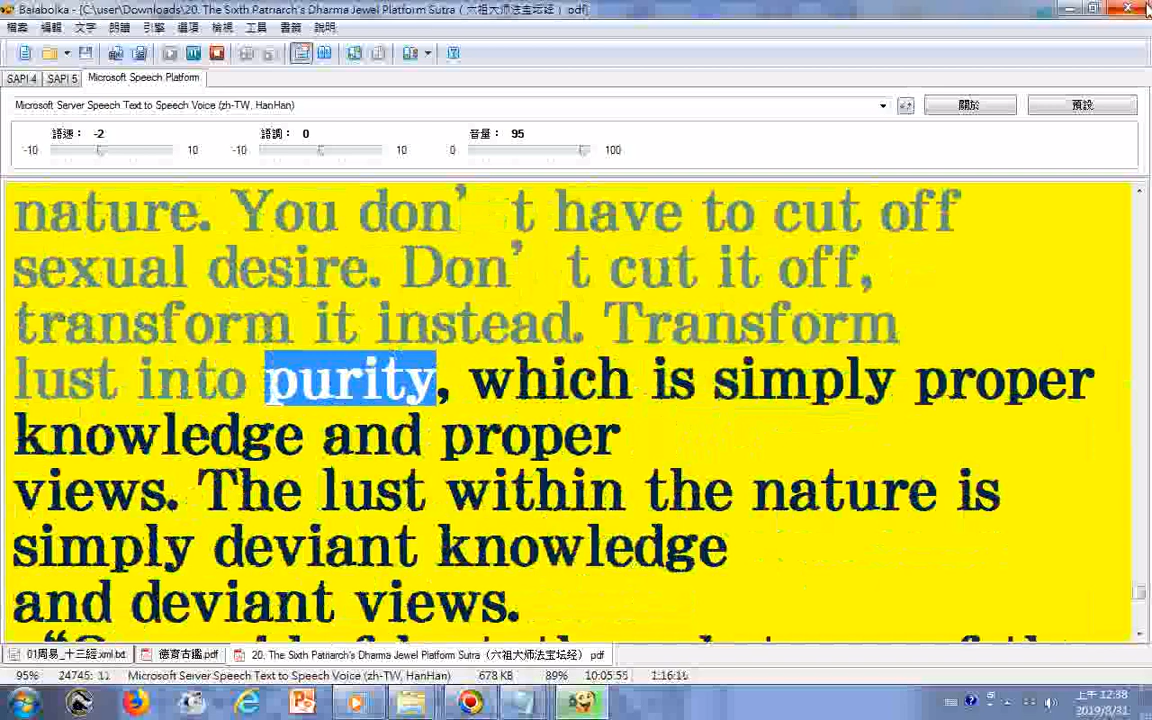 Balabolka - [C:\user\Downloads\20. The Sixth Patriarch's Dharma Jewel Platform Sutra（六祖大师法宝坛经）.pdf]
檔案 編輯 文字 朗讀 引擎 選項 檢視 工具 書籤 說明
SAPI 4 SAPI 5 Microsoft Speech Platform
Microsoft Server Speech Text to Speech Voice (zh-TW, HanHan) 關於 預設
語速： -2 語調： 0 音量： 95
-10 10 -10 10 0 100
nature. You don't have to cut off
sexual desire. Don't cut it off,
transform it instead. Transform
lust into purity, which is simply proper
knowledge and proper
views. The lust within the nature is
simply deviant knowledge
and deviant views.
01周易_十三經.xml.txt 德育古鑑.pdf 20. The Sixth Patriarch's Dharma Jewel Platform Sutra（六祖大师法宝坛经）.pdf
95% 24745: 11 Microsoft Server Speech Text to Speech Voice (zh-TW, HanHan) 678 KB 89% 10:05:55
上午 12:38
2019/8/31